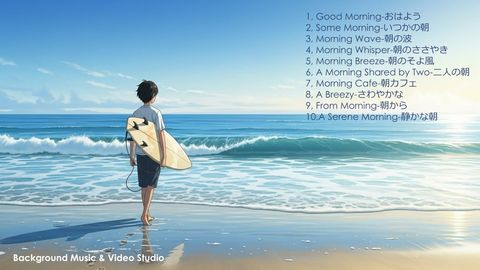 1. Good Morning-おはよう
2. Some Morning-いつかの朝
3. Morning Wave-朝の波
4. Morning Whisper-朝のささやき
5. Morning Breeze-朝のそよ風
6. A Morning Shared by Two-二人の朝
7. Morning Cafe-朝カフェ
8. A Breezy-さわやかな
9. From Morning-朝から
10.A Serene Morning-静かな朝
Background Music & Video Studio